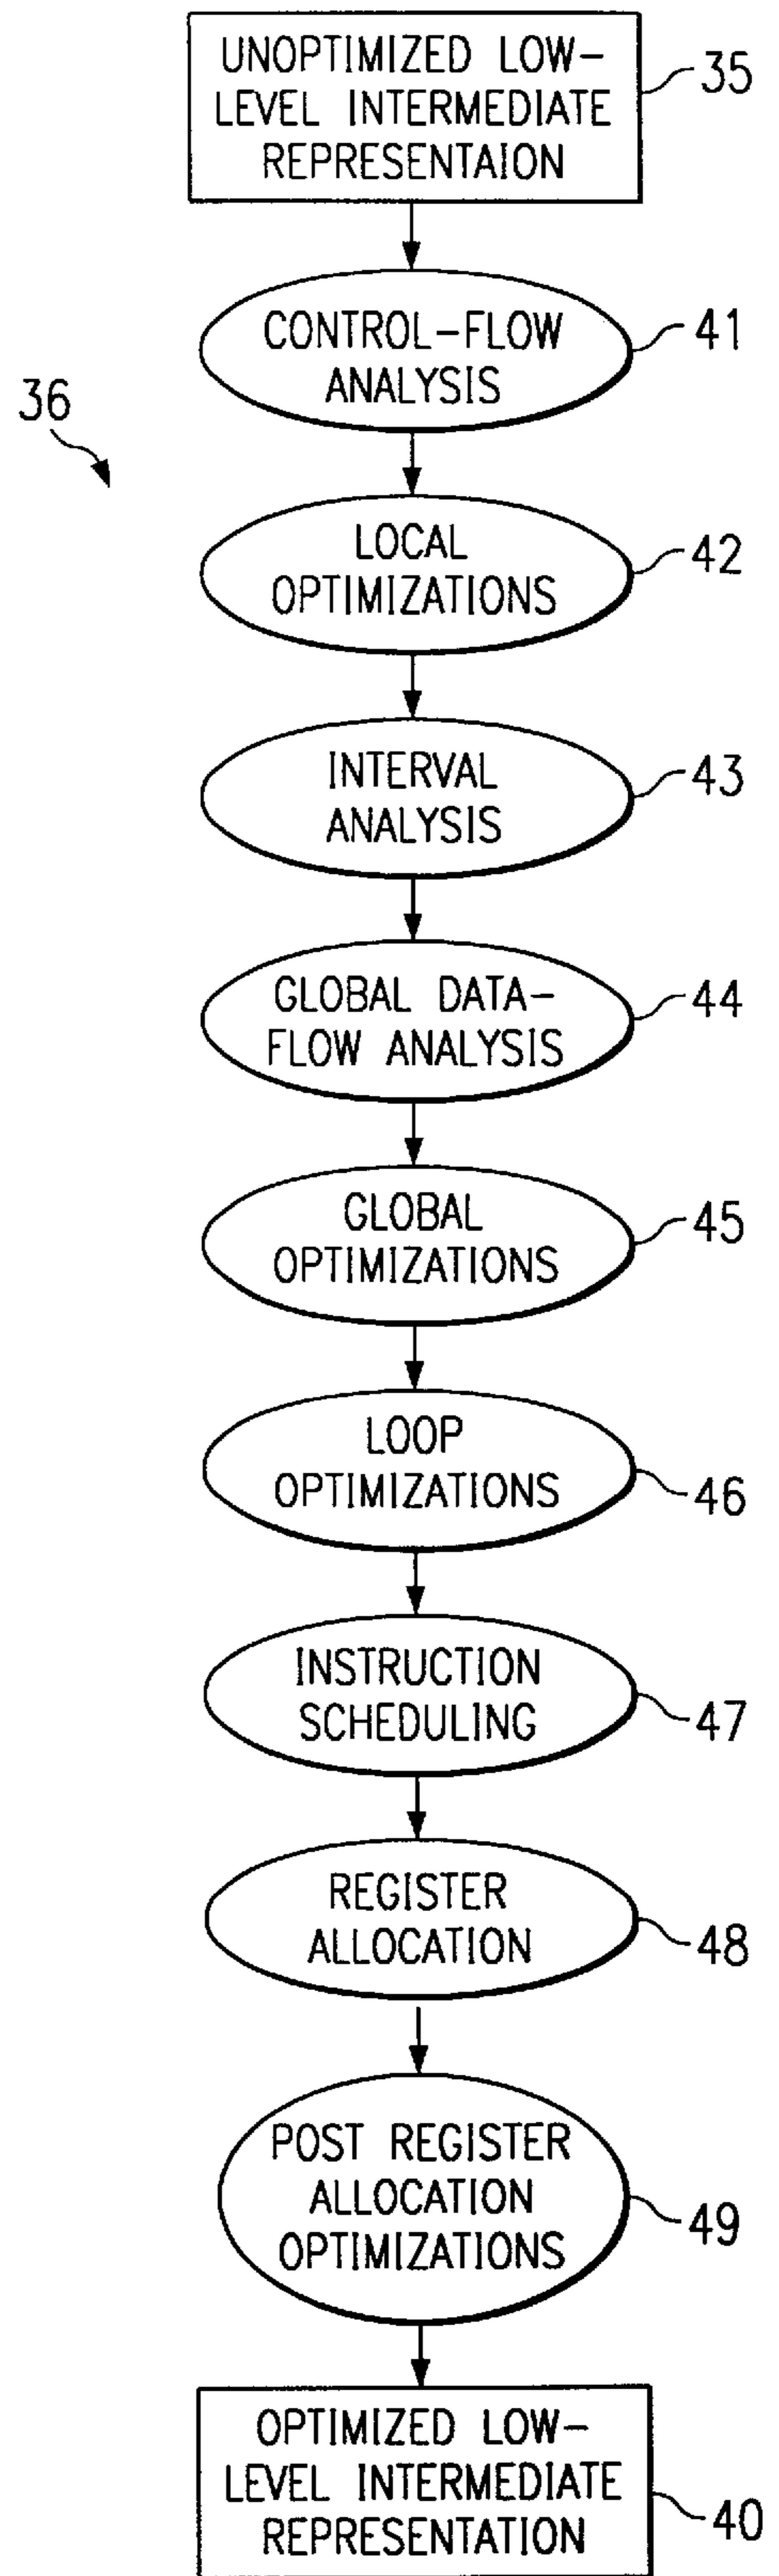 UNOPTIMIZED LOW-
LEVEL INTERMEDIATE
REPRESENTAION
35
CONTROL-FLOW
ANALYSIS
41
36
LOCAL
OPTIMIZATIONS
42
INTERVAL
ANALYSIS
43
GLOBAL DATA-
FLOW ANALYSIS
44
GLOBAL
OPTIMIZATIONS
45
LOOP
OPTIMIZATIONS
46
INSTRUCTION
SCHEDULING
47
REGISTER
ALLOCATION
48
POST REGISTER
ALLOCATION
OPTIMIZATIONS
49
OPTIMIZED LOW-
LEVEL INTERMEDIATE
REPRESENTATION
40